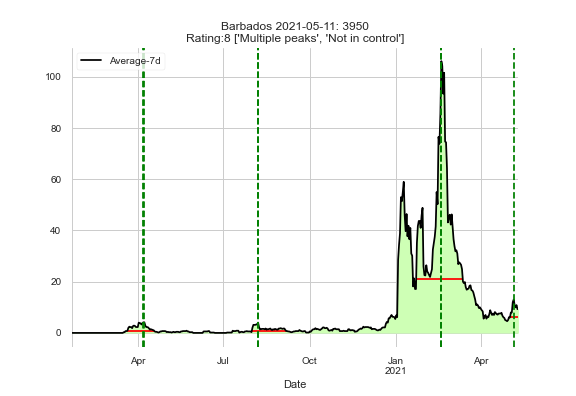 Barbados 2021-05-11: 3950
Rating:8 ['Multiple peaks', 'Not in control']
Average-7d
100
80
60
40
20
0
Apr Jul Oct Jan Apr
2021
Date